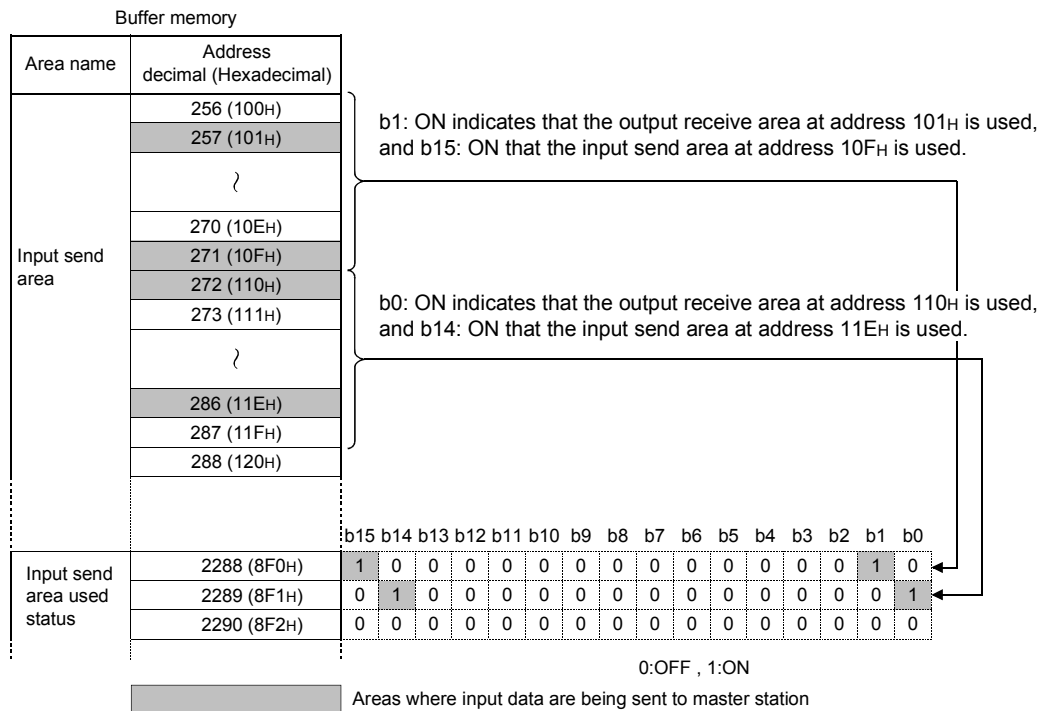 Buffer memory
Area name
Address
decimal (Hexadecimal)
Input send
area
256 (100H)
257 (101H)
270 (10EH)
271 (10FH)
272 (110H)
273 (111H)
286 (11EH)
287 (11FH)
288 (120H)
b1: ON indicates that the output receive area at address 101H is used,
and b15: ON that the input send area at address 10FH is used.
b0: ON indicates that the output receive area at address 110H is used,
and b14: ON that the input send area at address 11EH is used.
b15 b14 b13 b12 b11 b10 b9 b8 b7 b6 b5 b4 b3 b2 b1 b0
Input send
area used
status
2288 (8F0H) 1 0 0 0 0 0 0 0 0 0 0 0 0 0 1 0
2289 (8F1H) 0 1 0 0 0 0 0 0 0 0 0 0 0 0 0 1
2290 (8F2H) 0 0 0 0 0 0 0 0 0 0 0 0 0 0 0 0
0:OFF , 1:ON
Areas where input data are being sent to master station